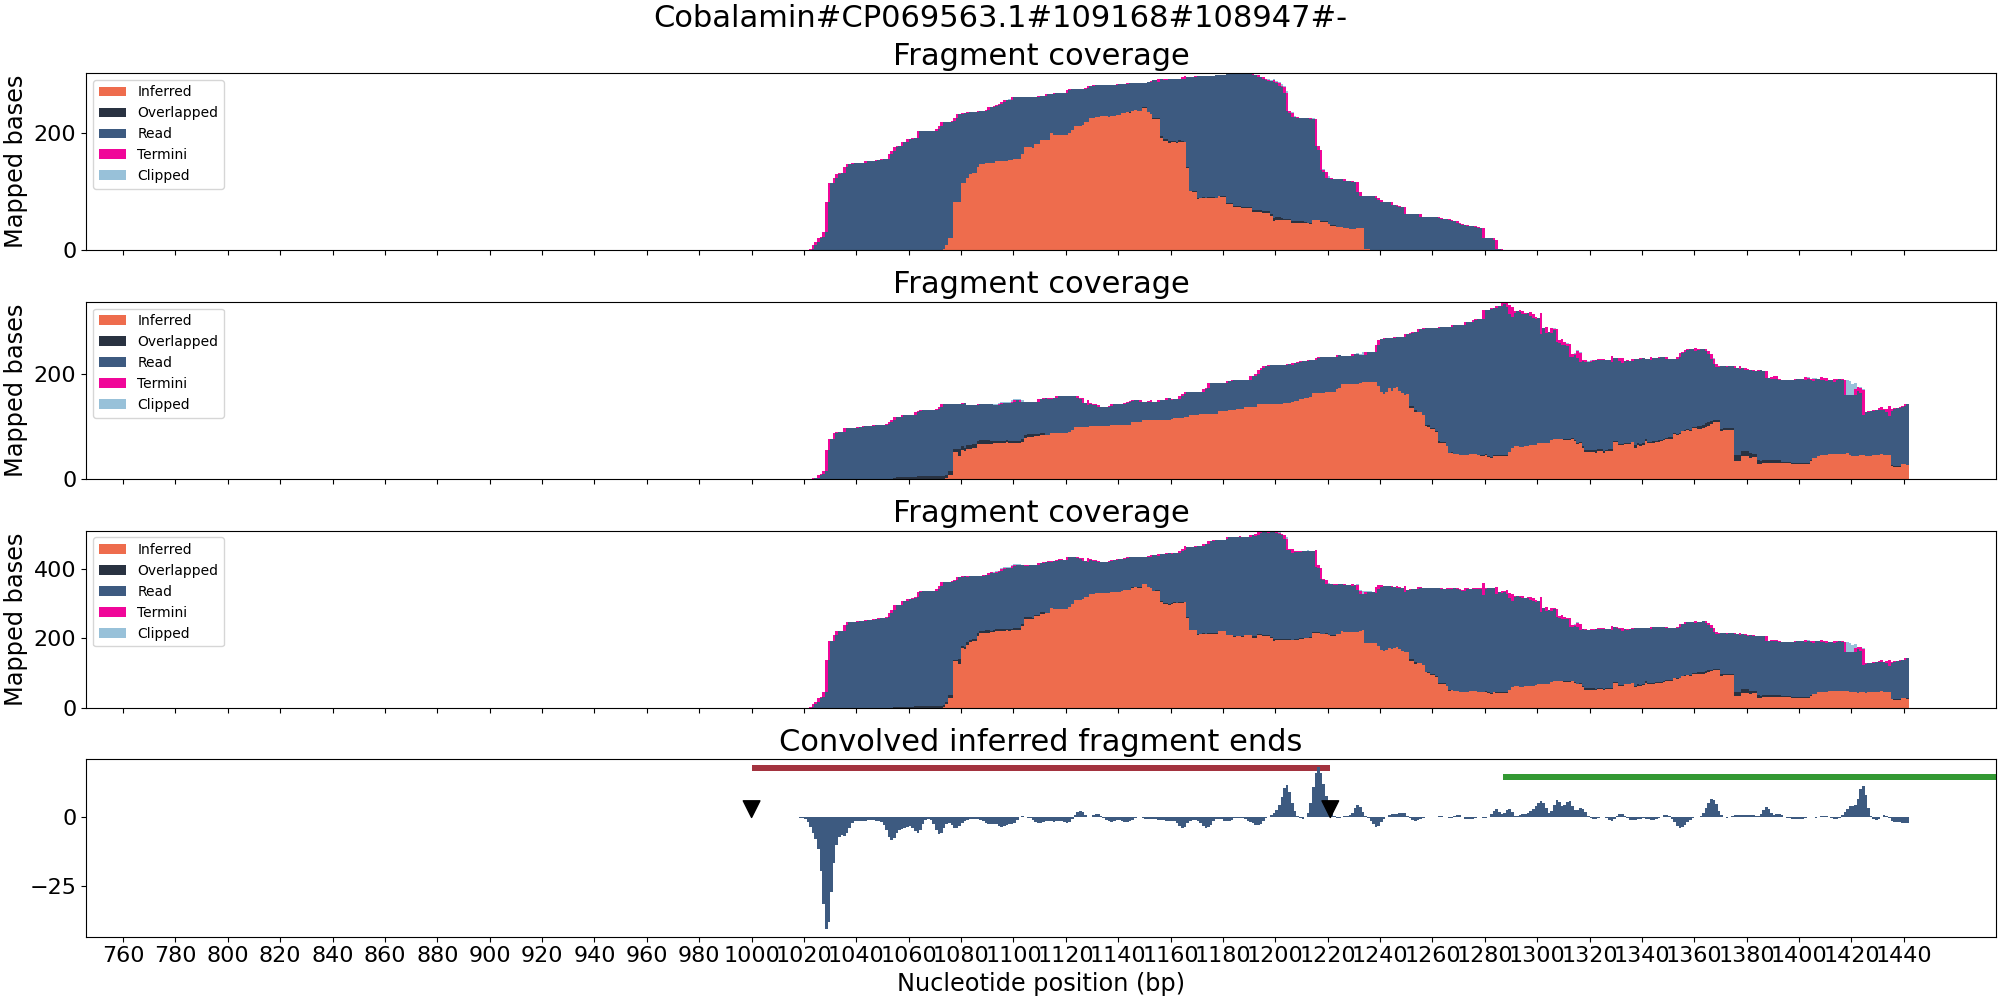 Cobalamin#CP069563.1#109168#108947#-
Fragment coverage
Mapped bases
200
0
Inferred
Overlapped
Read
Termini
Clipped
Fragment coverage
Mapped bases
200
0
Inferred
Overlapped
Read
Termini
Clipped
Fragment coverage
Mapped bases
400
200
0
Inferred
Overlapped
Read
Termini
Clipped
Convolved inferred fragment ends
0
−25
760 780 800 820 840 860 880 900 920 940 960 980 1000 1020 1040 1060 1080 1100 1120 1140 1160 1180 1200 1220 1240 1260 1280 1300 1320 1340 1360 1380 1400 1420 1440
Nucleotide position (bp)